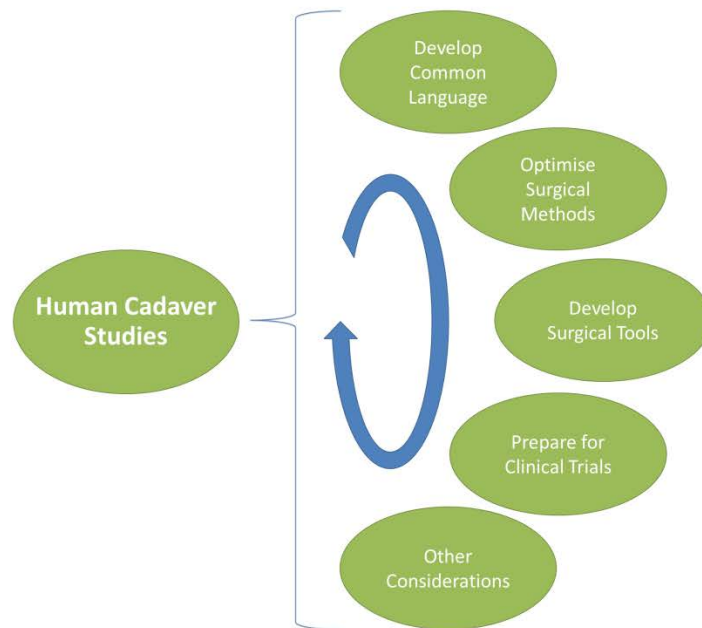 Develop
Common
Language
Optimise
Surgical
Methods
Human Cadaver
Studies
Develop
Surgical Tools
Prepare for
Clinical Trials
Other
Considerations